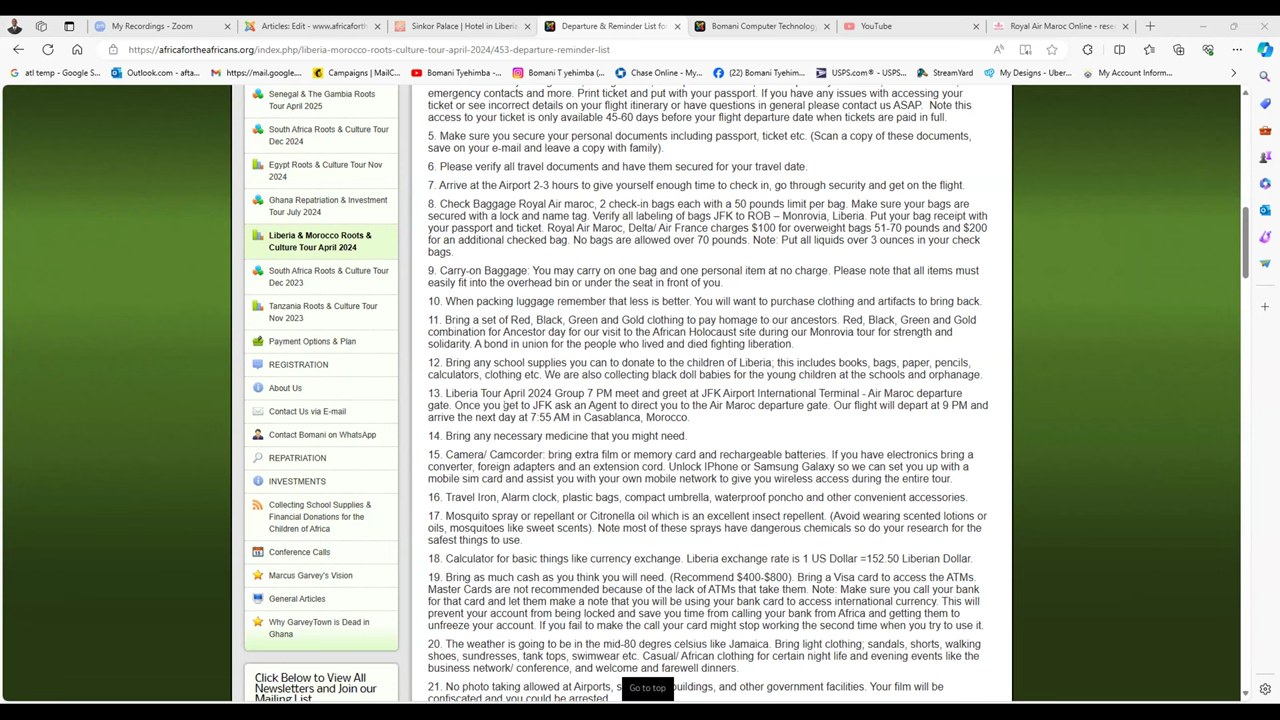 My Recordings - Zoom
Articles: Edit - www.africaforth
Sinkor Palace | Hotel in Liberia
Departure & Reminder List for
Bomani Computer Technology
YouTube
Royal Air Maroc Online - rese
https://africafortheafricans.org/index.php/liberia-morocco-roots-culture-tour-april-2024/453-departure-reminder-list
atl temp - Google S...
Outlook.com - afta...
https://mail.google....
Campaigns | MailC...
Bomani Tyehimba -...
Bomani T yehimba (...
Chase Online - My...
(22) Bomani Tyehim...
USPS.com® - USPS...
StreamYard
My Designs - Uber...
My Account Inform...
Senegal & The Gambia Roots
Tour April 2025
South Africa Roots & Culture Tour
Dec 2024
Egypt Roots & Culture Tour Nov
2024
Ghana Repatriation & Investment
Tour July 2024
Liberia & Morocco Roots &
Culture Tour April 2024
South Africa Roots & Culture Tour
Dec 2023
Tanzania Roots & Culture Tour
Nov 2023
Payment Options & Plan
REGISTRATION
About Us
Contact Us via E-mail
Contact Bomani on WhatsApp
REPATRIATION
INVESTMENTS
Collecting School Supplies &
Financial Donations for the
Children of Africa
Conference Calls
Marcus Garvey's Vision
General Articles
Why GarveyTown is Dead in
Ghana
Click Below to View All
Newsletters and Join our
Mailing List
emergency contacts and more. Print ticket and put with your passport. If you have any issues with accessing your
ticket or see incorrect details on your flight itinerary or have questions in general please contact us ASAP. Note this
access to your ticket is only available 45-60 days before your flight departure date when tickets are paid in full.
5. Make sure you secure your personal documents including passport, ticket etc. (Scan a copy of these documents,
save on your e-mail and leave a copy with family).
6. Please verify all travel documents and have them secured for your travel date.
7. Arrive at the Airport 2-3 hours to give yourself enough time to check in, go through security and get on the flight.
8. Check Baggage Royal Air maroc, 2 check-in bags each with a 50 pounds limit per bag. Make sure your bags are
secured with a lock and name tag. Verify all labeling of bags JFK to ROB – Monrovia, Liberia. Put your bag receipt with
your passport and ticket. Royal Air Maroc, Delta/ Air France charges $100 for overweight bags 51-70 pounds and $200
for an additional checked bag. No bags are allowed over 70 pounds. Note: Put all liquids over 3 ounces in your check
bags.
9. Carry-on Baggage: You may carry on one bag and one personal item at no charge. Please note that all items must
easily fit into the overhead bin or under the seat in front of you.
10. When packing luggage remember that less is better. You will want to purchase clothing and artifacts to bring back.
11. Bring a set of Red, Black, Green and Gold clothing to pay homage to our ancestors. Red, Black, Green and Gold
combination for Ancestor day for our visit to the African Holocaust site during our Monrovia tour for strength and
solidarity. A bond in union for the people who lived and died fighting liberation.
12. Bring any school supplies you can to donate to the children of Liberia; this includes books, bags, paper, pencils,
calculators, clothing etc. We are also collecting black doll babies for the young children at the schools and orphanage.
13. Liberia Tour April 2024 Group 7 PM meet and greet at JFK Airport International Terminal - Air Maroc departure
gate. Once you get to JFK ask an Agent to direct you to the Air Maroc departure gate. Our flight will depart at 9 PM and
arrive the next day at 7:55 AM in Casablanca, Morocco.
14. Bring any necessary medicine that you might need.
15. Camera/ Camcorder: bring extra film or memory card and rechargeable batteries. If you have electronics bring a
converter, foreign adapters and an extension cord. Unlock IPhone or Samsung Galaxy so we can set you up with a
mobile sim card and assist you with your own mobile network to give you wireless access during the entire tour.
16. Travel Iron, Alarm clock, plastic bags, compact umbrella, waterproof poncho and other convenient accessories.
17. Mosquito spray or repellant or Citronella oil which is an excellent insect repellent. (Avoid wearing scented lotions or
oils, mosquitoes like sweet scents). Note most of these sprays have dangerous chemicals so do your research for the
safest things to use.
18. Calculator for basic things like currency exchange. Liberia exchange rate is 1 US Dollar =152.50 Liberian Dollar.
19. Bring as much cash as you think you will need. (Recommend $400-$800). Bring a Visa card to access the ATMs.
Master Cards are not recommended because of the lack of ATMs that take them. Note: Make sure you call your bank
for that card and let them make a note that you will be using your bank card to access international currency. This will
prevent your account from being locked and save you time from calling your bank from Africa and getting them to
unfreeze your account. If you fail to make the call your card might stop working the second time when you try to use it.
20. The weather is going to be in the mid-80 degres celsius like Jamaica. Bring light clothing; sandals, shorts, walking
shoes, sundresses, tank tops, swimwear etc. Casual/ African clothing for certain night life and evening events like the
business network/ conference, and welcome and farewell dinners.
21. No photo taking allowed at Airports, buildings, and other government facilities. Your film will be
confiscated and you could be arrested.
Go to top